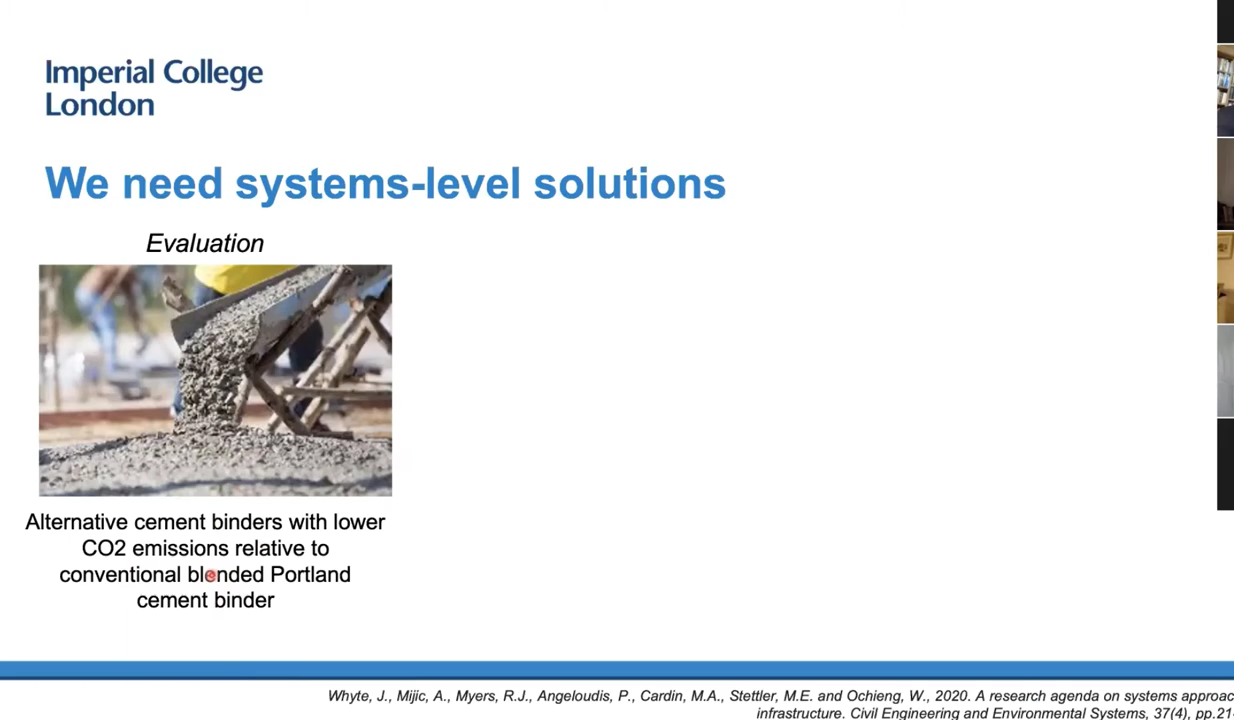 Imperial College
London
We need systems-level solutions
Evaluation
Alternative cement binders with lower
CO2 emissions relative to
conventional blended Portland
cement binder
Whyte, J., Mijic, A., Myers, R.J., Angeloudis, P., Cardin, M.A., Stettler, M.E. and Ochieng, W., 2020. A research agenda on systems approac
infrastructure. Civil Engineering and Environmental Systems, 37(4), pp.21